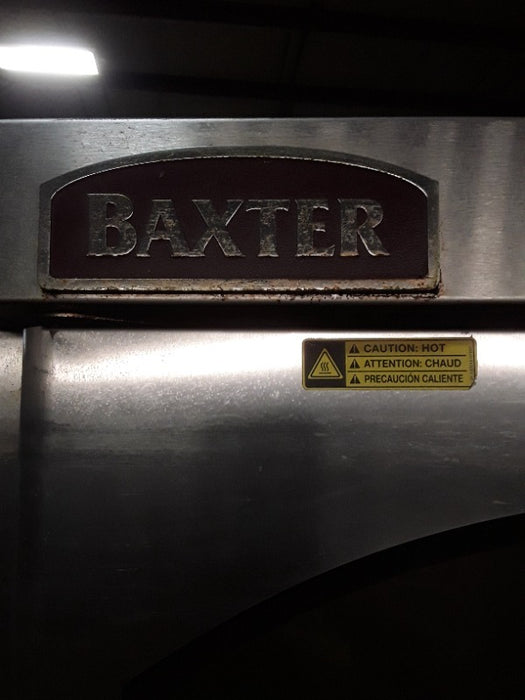 BAXTER
CAUTION: HOT
ATTENTION: CHAUD
PRECAUCIÓN CALIENTE